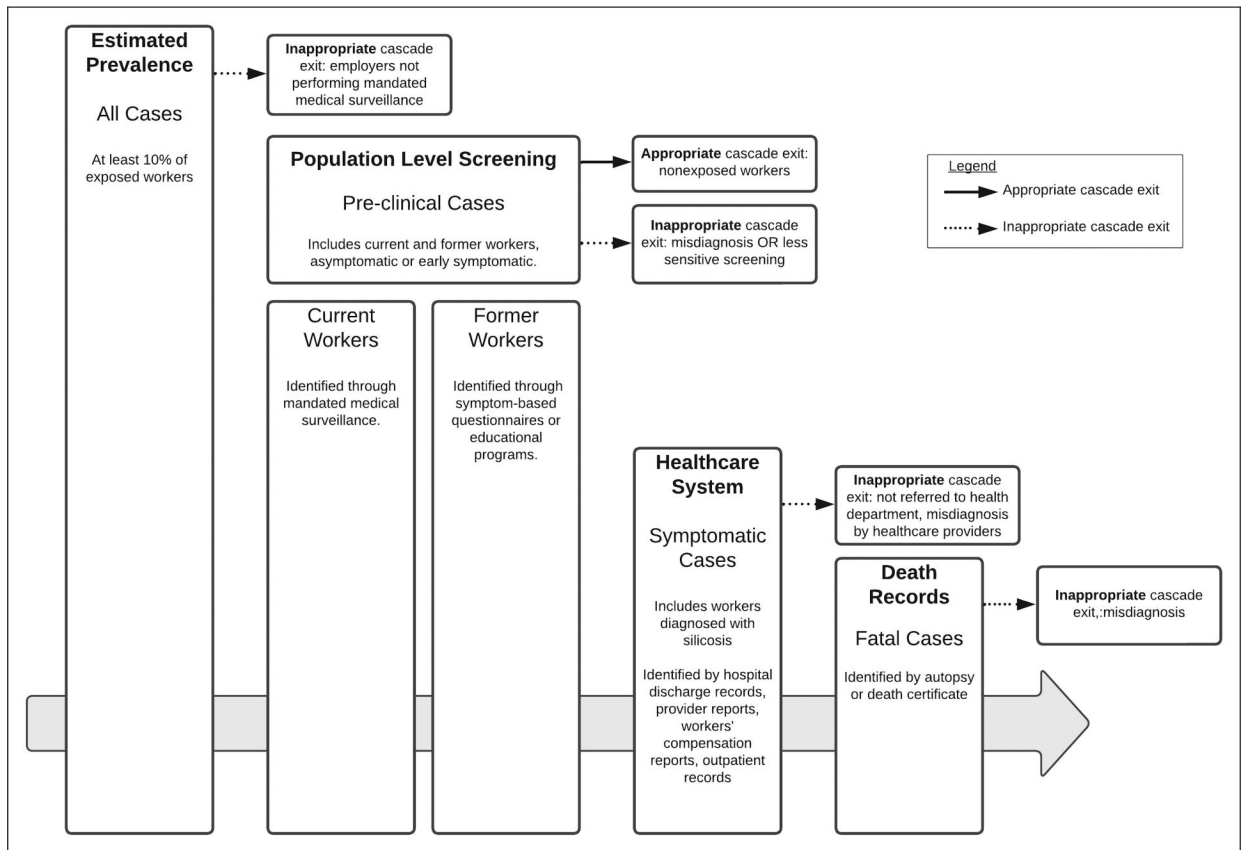 Estimated
Prevalence
All Cases
At least 10% of
exposed workers
Inappropriate cascade
exit: employers not
performing mandated
medical surveillance
Population Level Screening
Pre-clinical Cases
Includes current and former workers,
asymptomatic or early symptomatic.
Appropriate cascade exit:
nonexposed workers
Inappropriate cascade
exit: misdiagnosis OR less
sensitive screening
Legend
Appropriate cascade exit
Inappropriate cascade exit
Current
Workers
Identified through
mandated medical
surveillance.
Former
Workers
Identified through
symptom-based
questionnaires or
educational
programs.
Healthcare
System
Symptomatic
Cases
Includes workers
diagnosed with
silicosis
Identified by hospital
discharge records,
provider reports,
workers'
compensation
reports, outpatient
records
Inappropriate cascade
exit: not referred to health
department, misdiagnosis
by healthcare providers
Death
Records
Fatal Cases
Identified by autopsy
or death certificate
Inappropriate cascade
exit,:misdiagnosis